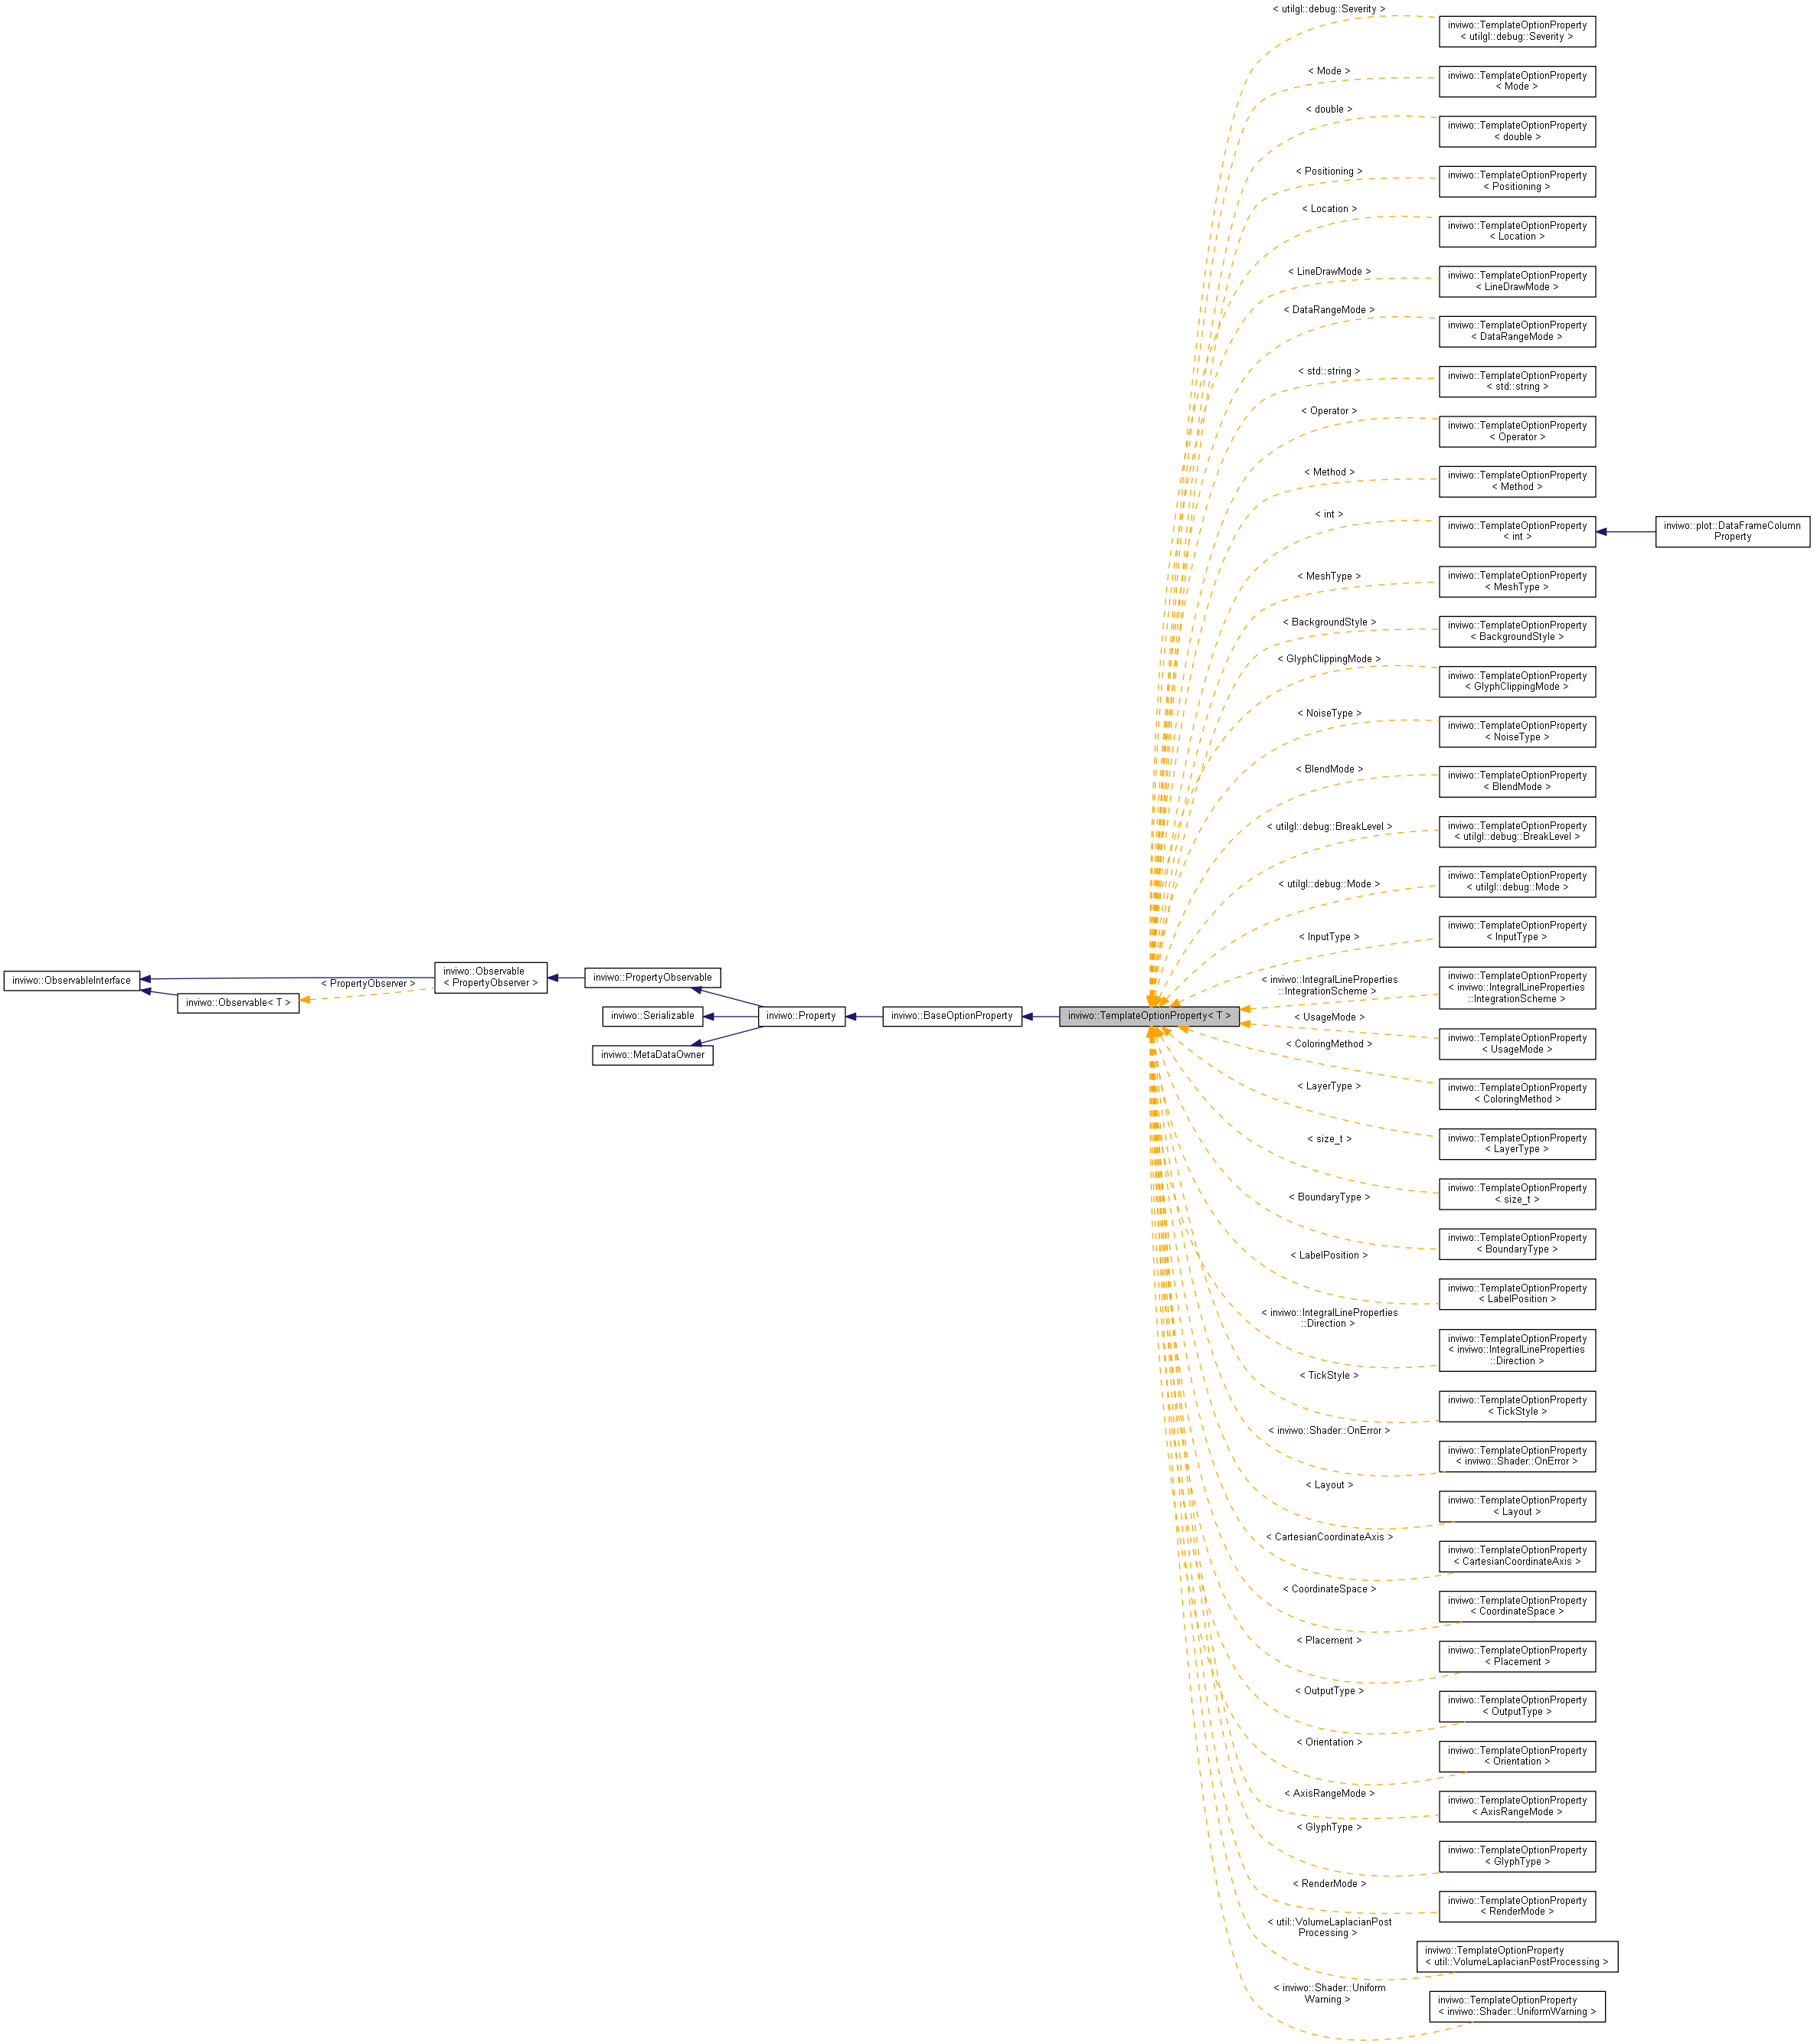 inviwo::ObservableInterface
inviwo::Observable< T >
< PropertyObserver >
inviwo::Observable
< PropertyObserver >
inviwo::PropertyObservable
inviwo::Serializable
inviwo::MetaDataOwner
inviwo::Property
inviwo::BaseOptionProperty
inviwo::TemplateOptionProperty< T >
< utilgl::debug::Severity >
< Mode >
< double >
< Positioning >
< Location >
< LineDrawMode >
< DataRangeMode >
< std::string >
< Operator >
< Method >
< int >
< MeshType >
< BackgroundStyle >
< GlyphClippingMode >
< NoiseType >
< BlendMode >
< utilgl::debug::BreakLevel >
< utilgl::debug::Mode >
< InputType >
< inviwo::IntegralLineProperties
::IntegrationScheme >
< UsageMode >
< ColoringMethod >
< LayerType >
< size_t >
< BoundaryType >
< LabelPosition >
< inviwo::IntegralLineProperties
::Direction >
< TickStyle >
< inviwo::Shader::OnError >
< Layout >
< CartesianCoordinateAxis >
< CoordinateSpace >
< Placement >
< OutputType >
< Orientation >
< AxisRangeMode >
< GlyphType >
< RenderMode >
< util::VolumeLaplacianPost
Processing >
< inviwo::Shader::Uniform
Warning >
inviwo::TemplateOptionProperty
< utilgl::debug::Severity >
inviwo::TemplateOptionProperty
< Mode >
inviwo::TemplateOptionProperty
< double >
inviwo::TemplateOptionProperty
< Positioning >
inviwo::TemplateOptionProperty
< Location >
inviwo::TemplateOptionProperty
< LineDrawMode >
inviwo::TemplateOptionProperty
< DataRangeMode >
inviwo::TemplateOptionProperty
< std::string >
inviwo::TemplateOptionProperty
< Operator >
inviwo::TemplateOptionProperty
< Method >
inviwo::TemplateOptionProperty
< int >
inviwo::plot::DataFrameColumn
Property
inviwo::TemplateOptionProperty
< MeshType >
inviwo::TemplateOptionProperty
< BackgroundStyle >
inviwo::TemplateOptionProperty
< GlyphClippingMode >
inviwo::TemplateOptionProperty
< NoiseType >
inviwo::TemplateOptionProperty
< BlendMode >
inviwo::TemplateOptionProperty
< utilgl::debug::BreakLevel >
inviwo::TemplateOptionProperty
< utilgl::debug::Mode >
inviwo::TemplateOptionProperty
< InputType >
inviwo::TemplateOptionProperty
< inviwo::IntegralLineProperties
::IntegrationScheme >
inviwo::TemplateOptionProperty
< UsageMode >
inviwo::TemplateOptionProperty
< ColoringMethod >
inviwo::TemplateOptionProperty
< LayerType >
inviwo::TemplateOptionProperty
< size_t >
inviwo::TemplateOptionProperty
< BoundaryType >
inviwo::TemplateOptionProperty
< LabelPosition >
inviwo::TemplateOptionProperty
< inviwo::IntegralLineProperties
::Direction >
inviwo::TemplateOptionProperty
< TickStyle >
inviwo::TemplateOptionProperty
< inviwo::Shader::OnError >
inviwo::TemplateOptionProperty
< Layout >
inviwo::TemplateOptionProperty
< CartesianCoordinateAxis >
inviwo::TemplateOptionProperty
< CoordinateSpace >
inviwo::TemplateOptionProperty
< Placement >
inviwo::TemplateOptionProperty
< OutputType >
inviwo::TemplateOptionProperty
< Orientation >
inviwo::TemplateOptionProperty
< AxisRangeMode >
inviwo::TemplateOptionProperty
< GlyphType >
inviwo::TemplateOptionProperty
< RenderMode >
inviwo::TemplateOptionProperty
< util::VolumeLaplacianPostProcessing >
inviwo::TemplateOptionProperty
< inviwo::Shader::UniformWarning >